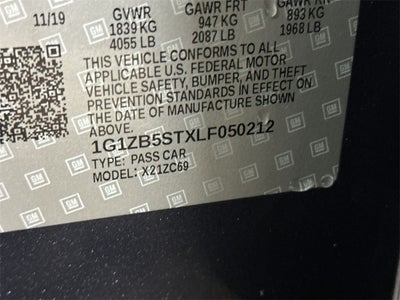 11/19 GVWR GAWR FRT GAWR RR
1839 KG 947 KG 893 KG
4055 LB 2087 LB 1968 LB
THIS VEHICLE CONFORMS TO ALL
APPLICABLE U.S. FEDERAL MOTOR
VEHICLE SAFETY, BUMPER, AND THEFT
PREVENTION STANDARDS IN EFFECT ON
THE DATE OF MANUFACTURE SHOWN ABOVE.
1G1ZB5STXLF050212
TYPE: PASS CAR
MODEL: X21ZC69